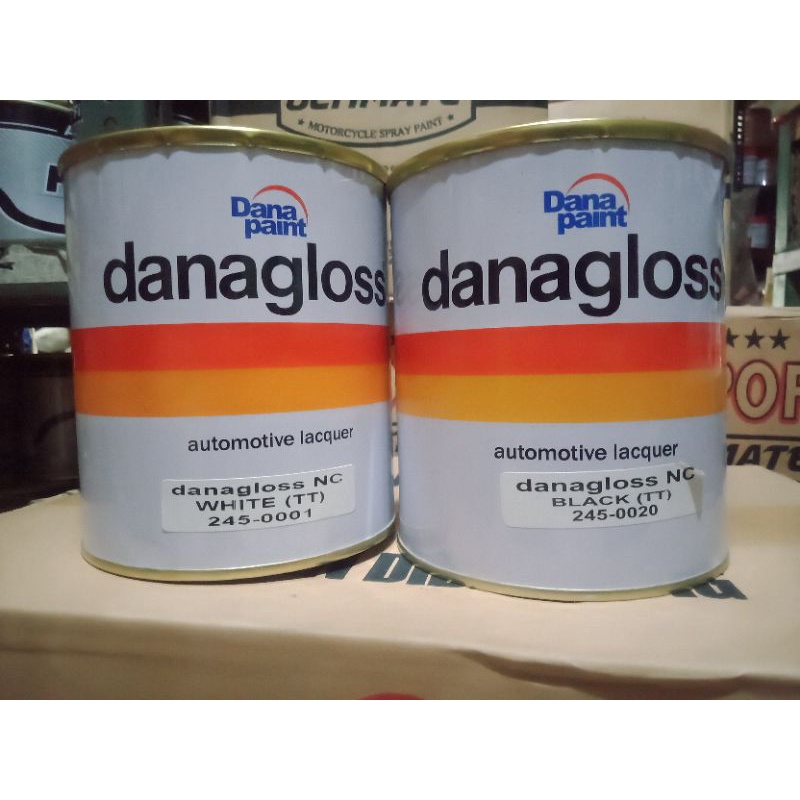 ★ MOTORCYCLE SPRAY PAINT ★
Dana
paint
danagloss
automotive lacquer
danagloss NC
WHITE (TT)
245-0001
Dana
paint
danagloss
automotive lacquer
danagloss NC
BLACK (TT)
245-0020